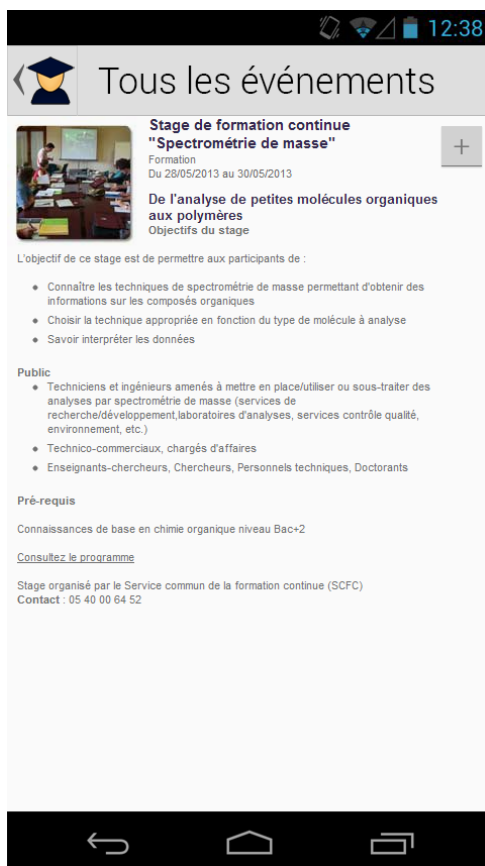 12:38
Tous les événements
Stage de formation continue
"Spectrométrie de masse"
Formation
Du 28/05/2013 au 30/05/2013
+
De l'analyse de petites molécules organiques
aux polymères
Objectifs du stage
L'objectif de ce stage est de permettre aux participants de :
• Connaître les techniques de spectrométrie de masse permettant d'obtenir des
informations sur les composés organiques
• Choisir la technique appropriée en fonction du type de molécule à analyse
• Savoir interpréter les données
Public
• Techniciens et ingénieurs amenés à mettre en place/utiliser ou sous-traiter des
analyses par spectrométrie de masse (services de
recherche/développement,laboratoires d'analyses, services contrôle qualité,
environnement, etc.)
• Technico-commerciaux, chargés d'affaires
• Enseignants-chercheurs, Chercheurs, Personnels techniques, Doctorants
Pré-requis
Connaissances de base en chimie organique niveau Bac+2
Consultez le programme
Stage organisé par le Service commun de la formation continue (SCFC)
Contact : 05 40 00 64 52